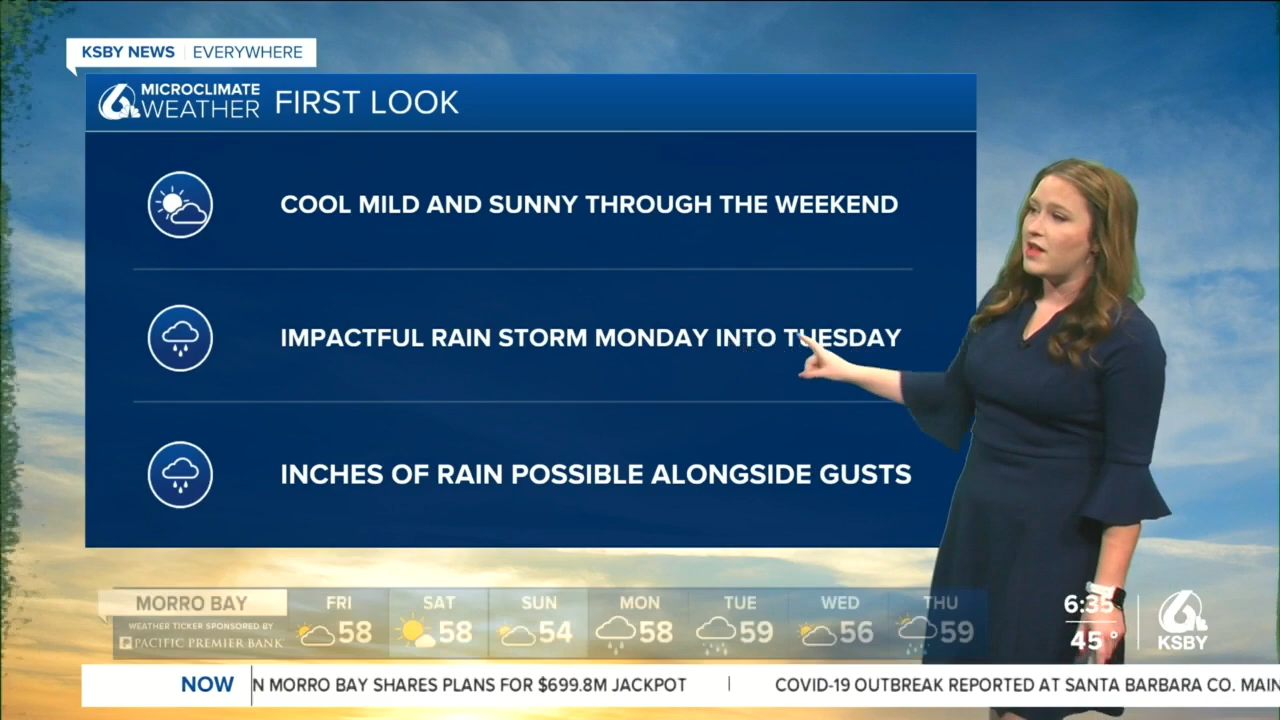 KSBY NEWS EVERYWHERE
6 MICROCLIMATE WEATHER FIRST LOOK
COOL MILD AND SUNNY THROUGH THE WEEKEND
IMPACTFUL RAIN STORM MONDAY INTO TUESDAY
INCHES OF RAIN POSSIBLE ALONGSIDE GUSTS
MORRO BAY
WEATHER TICKER SPONSORED BY
PACIFIC PREMIER BANK
FRI SAT SUN MON TUE WED THU
58 58 54 58 59 56 59
6:35
45 °
6
KSBY
NOW N MORRO BAY SHARES PLANS FOR $699.8M JACKPOT | COVID-19 OUTBREAK REPORTED AT SANTA BARBARA CO. MAIN